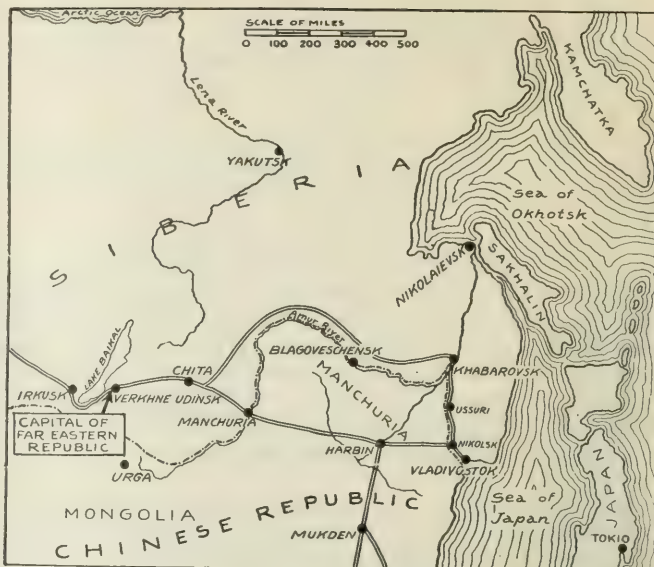 Arctic Ocean
SCALE OF MILES
0 100 200 300 400 500
Lena River
KAMCHATKA
YAKUTSK
SIBERIA
Sea of
Okhotsk
NIKOLAIEVSK
SAKHALIN
Amur River
LAKE BAIKAL
CHITA
BLAGOVESCHENSK
KHABAROVSK
IRKUSK
VERKHNE UDINSK
MANCHURIA
MANCHURIA
USSURI
CAPITAL OF
FAR EASTERN
REPUBLIC
HARBIN
NIKOLSK
URGA
VLADIVOSTOK
MONGOLIA
CHINESE REPUBLIC
Sea of
Japan
JAPAN
MUKDEN
TOKIO